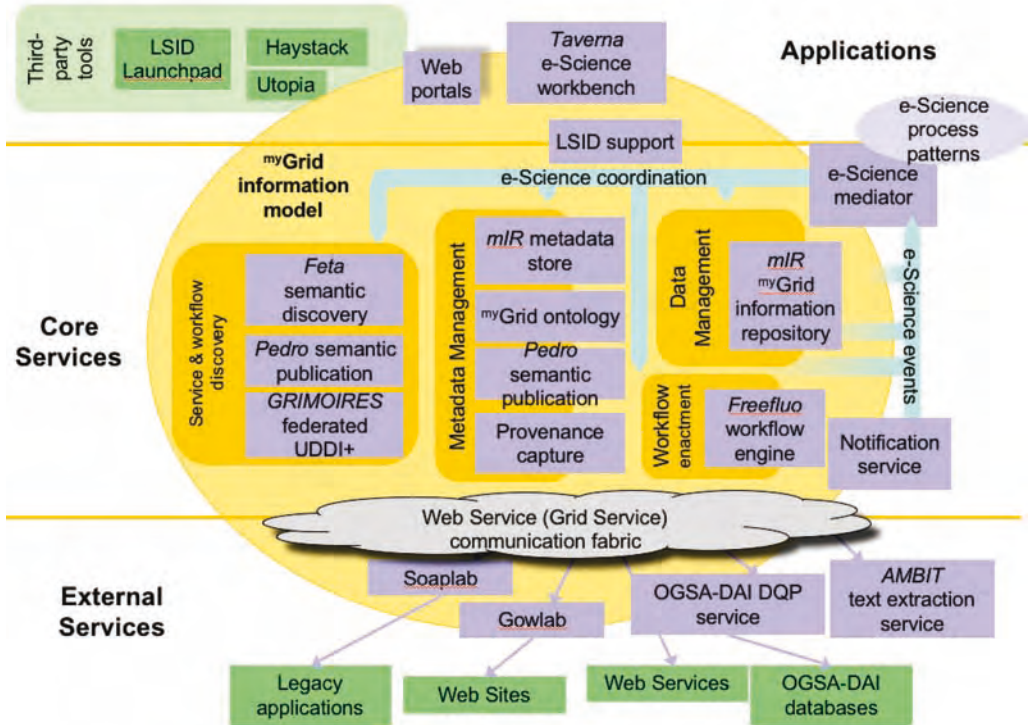 Third-
party
tools
LSID
Launchpad
Haystack
Utopia
Web
portals
Taverna
e-Science
workbench
Applications
e-Science
process
patterns
LSID support
myGrid
information
model
e-Science coordination
e-Science
mediator
Core
Services
Service & workflow
discovery
Feta
semantic
discovery
Pedro semantic
publication
GRIMOIRES
federated
UDDI+
Metadata Management
mIR metadata
store
myGrid ontology
Pedro
semantic
publication
Provenance
capture
Data
Management
mIR
myGrid
information
repository
Workflow
enactment
Freefluo
workflow
engine
e-Science events
Notification
service
Web Service (Grid Service)
communication fabric
External
Services
Soaplab
Gowlab
OGSA-DAI DQP
service
AMBIT
text extraction
service
Legacy
applications
Web Sites
Web Services
OGSA-DAI
databases